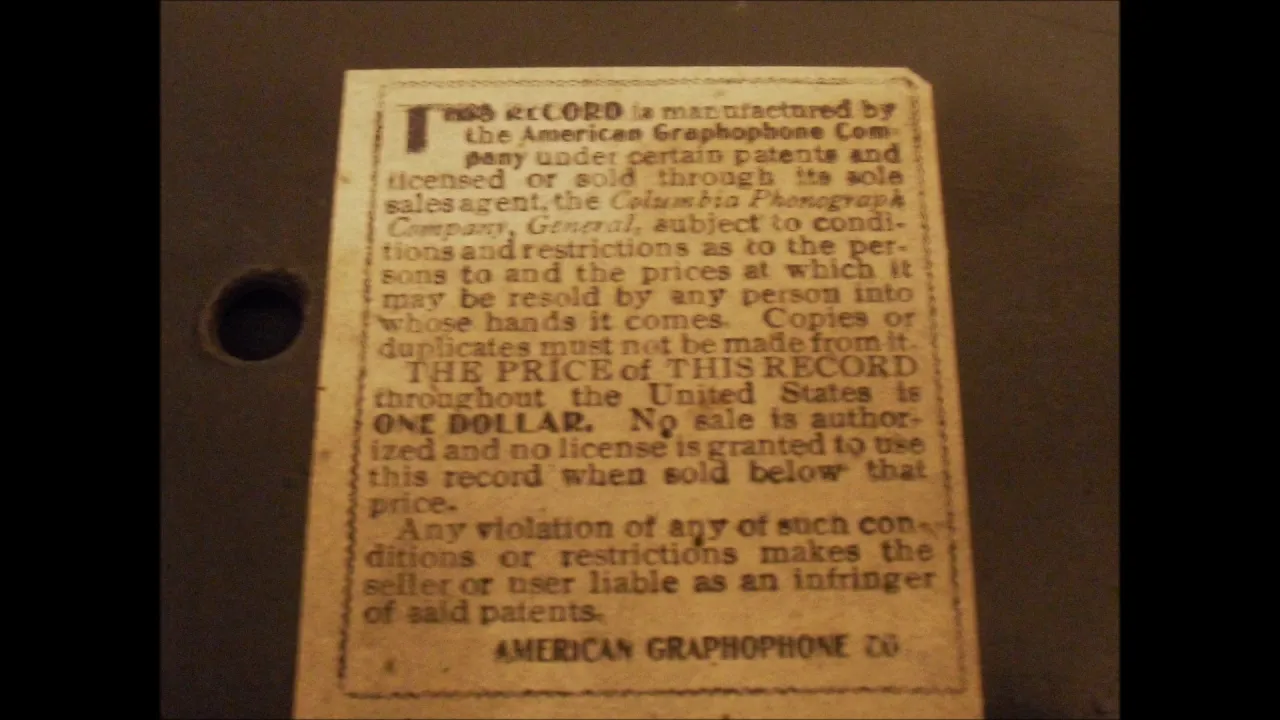 THIS RECORD is manufactured by
the American Graphophone Com-
pany under certain patents and
licensed or sold through its sole
sales agent, the Columbia Phonograph
Company, General, subject to condi-
tions and restrictions as to the per-
sons to and the prices at which it
may be resold by any person into
whose hands it comes. Copies or
duplicates must not be made from it.
THE PRICE of THIS RECORD
throughout the United States is
ONE DOLLAR. No sale is author-
ized and no license is granted to use
this record when sold below that
price.
Any violation of any of such con-
ditions or restrictions makes the
seller or user liable as an infringer
of said patents.
AMERICAN GRAPHOPHONE CO